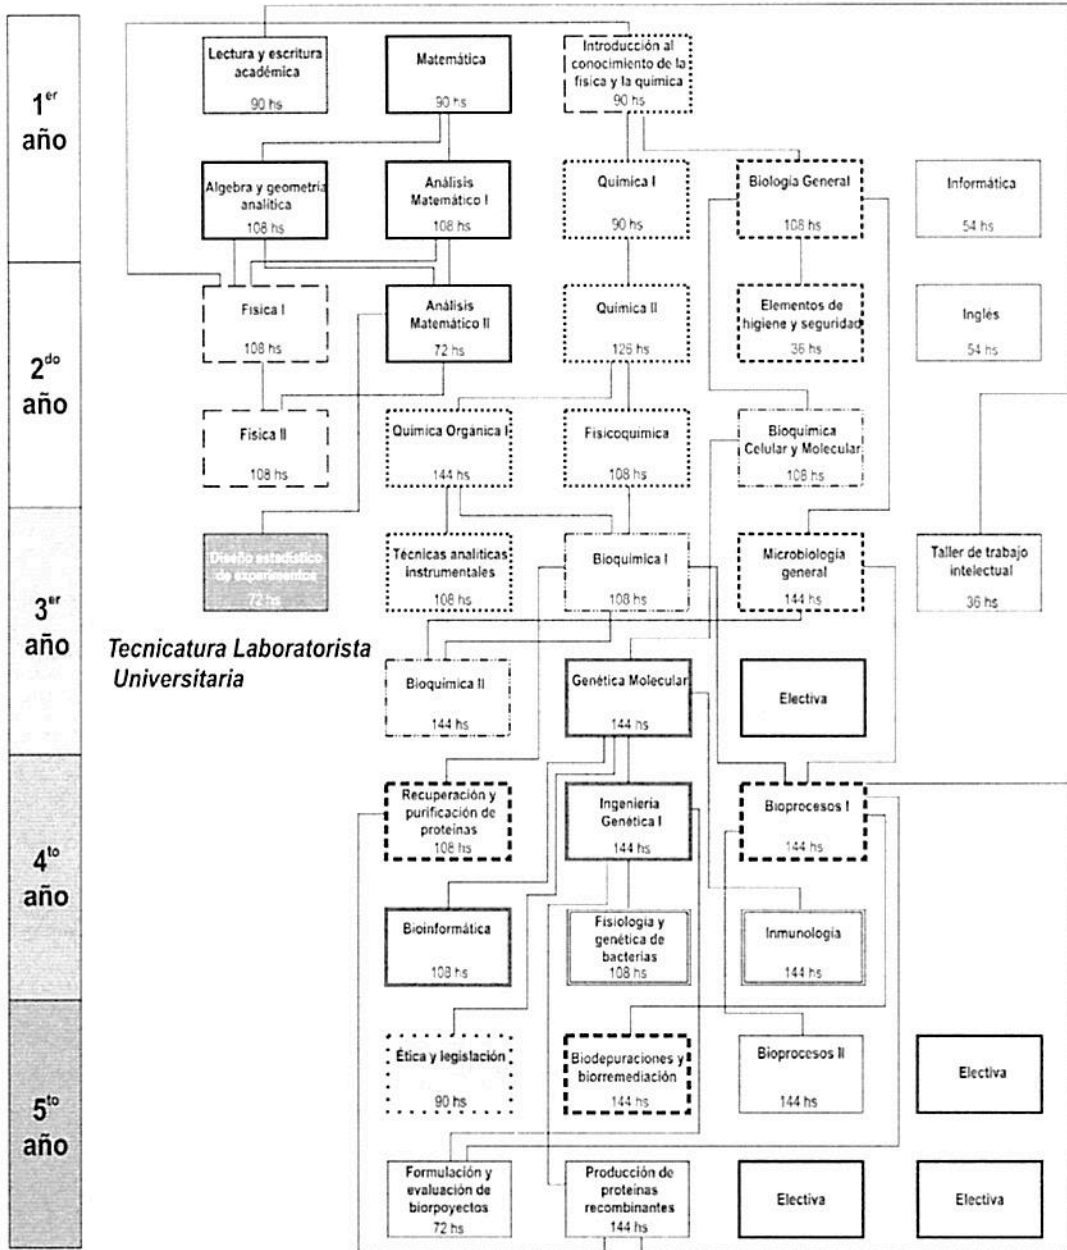 1er
año
Lectura y escritura
académica
90 hs
Matemática
90 hs
Introducción al
conocimiento de la
física y la química
90 hs
Algebra y geometría
analítica
108 hs
Análisis
Matemático I
108 hs
Química I
90 hs
Biología General
108 hs
Informática
54 hs
2do
año
Física I
108 hs
Análisis
Matemático II
72 hs
Química II
126 hs
Elementos de
higiene y seguridad
36 hs
Inglés
54 hs
Física II
108 hs
Química Orgánica I
144 hs
Fisicoquímica
108 hs
Bioquímica
Celular y Molecular
108 hs
3er
año
Diseño estadístico
de experimentos
72 hs
Técnicas analíticas
instrumentales
108 hs
Bioquímica I
108 hs
Microbiología
general
144 hs
Taller de trabajo
intelectual
36 hs
Tecnicatura Laboratorista
Universitaria
Bioquímica II
144 hs
Genética Molecular
144 hs
Electiva
4to
año
Recuperación y
purificación de
proteínas
108 hs
Ingeniería
Genética I
144 hs
Bioprocesos I
144 hs
Bioinformática
108 hs
Fisiología y
genética de
bacterias
108 hs
Inmunología
144 hs
5to
año
Ética y legislación
90 hs
Biodepuraciones y
biorremediación
144 hs
Bioprocesos II
144 hs
Electiva
Formulación y
evaluación de
biorpoyectos
72 hs
Producción de
proteínas
recombinantes
144 hs
Electiva
Electiva